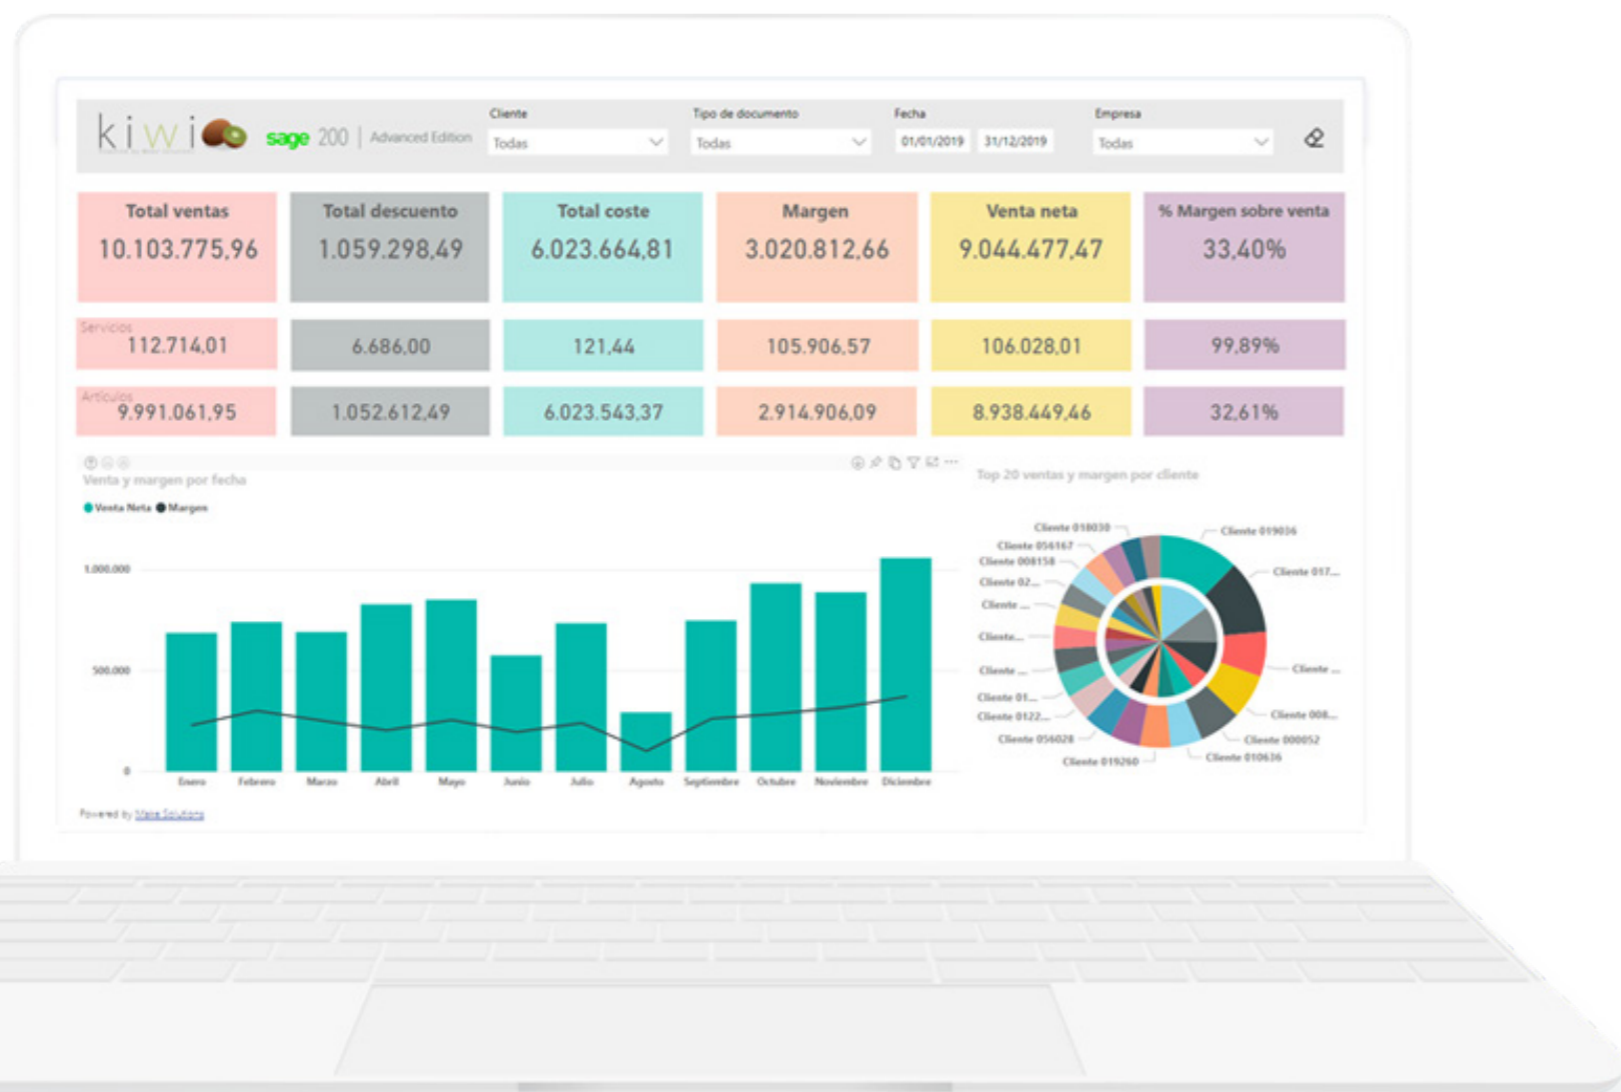 kiwi
sage 200 | Advanced Edition
Cliente
Todas
Tipo de documento
Todas
Fecha
01/01/2019 31/12/2019
Empresa
Todas
Total ventas
10.103.775,96
Total descuento
1.059.298,49
Total coste
6.023.664,81
Margen
3.020.812,66
Venta neta
9.044.477,47
% Margen sobre venta
33,40%
Servicios
112.714,01
6.686,00
121,44
105.906,57
106.028,01
99,89%
Artículos
9.991.061,95
1.052.612,49
6.023.543,37
2.914.906,09
8.938.449,46
32,61%
Venta y margen por fecha
Venta Neta Margen
1.000.000
500.000
0
Enero Febrero Marzo Abril Mayo Junio Julio Agosto Septiembre Octubre Noviembre Diciembre
Top 20 ventas y margen por cliente
Cliente 018030
Cliente 019036
Cliente 056167
Cliente 008158
Cliente 017...
Cliente 02...
Cliente ...
Cliente...
Cliente ...
Cliente ...
Cliente 01...
Cliente 0122...
Cliente 008...
Cliente 056028
Cliente 000052
Cliente 019260
Cliente 010636
Powered by Make Solutions